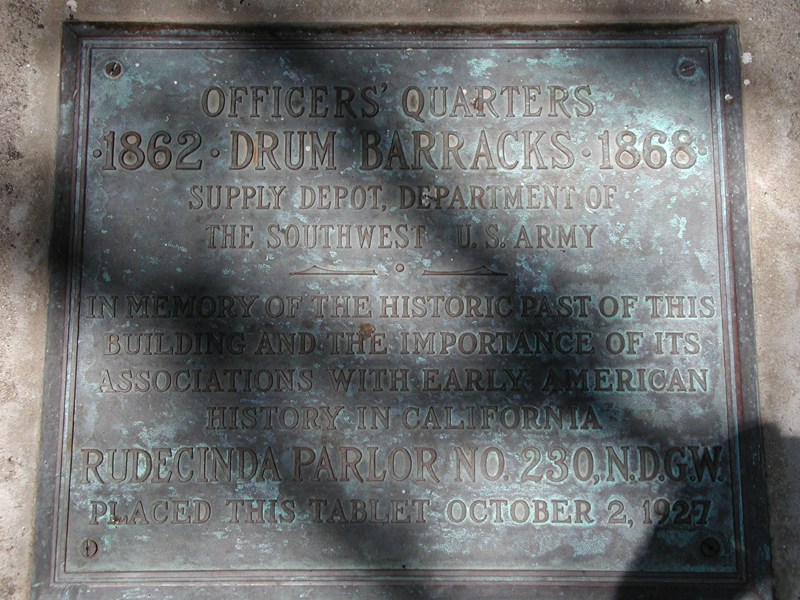 OFFICERS' QUARTERS
·1862· DRUM BARRACKS ·1868·
SUPPLY DEPOT, DEPARTMENT OF
THE SOUTHWEST U.S. ARMY
IN MEMORY OF THE HISTORIC PAST OF THIS
BUILDING AND THE IMPORTANCE OF ITS
ASSOCIATIONS WITH EARLY AMERICAN
HISTORY IN CALIFORNIA
RUDECINDA PARLOR NO. 230, N.D.G.W.
PLACED THIS TABLET OCTOBER 2, 1927